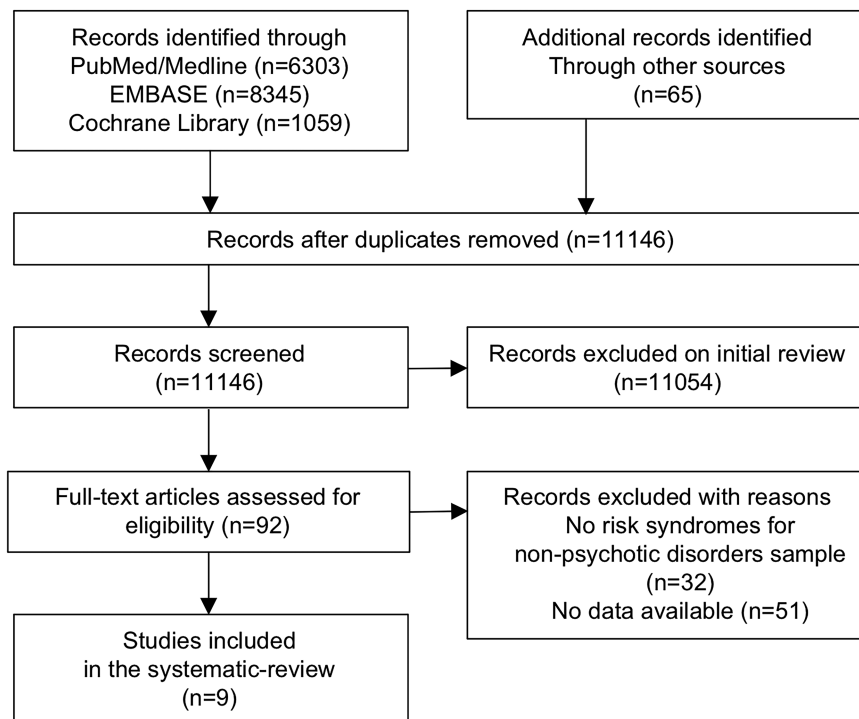 Records identified through
PubMed/Medline (n=6303)
EMBASE (n=8345)
Cochrane Library (n=1059)
Additional records identified
Through other sources
(n=65)
Records after duplicates removed (n=11146)
Records screened
(n=11146)
Records excluded on initial review
(n=11054)
Full-text articles assessed for
eligibility (n=92)
Records excluded with reasons
No risk syndromes for
non-psychotic disorders sample
(n=32)
No data available (n=51)
Studies included
in the systematic-review
(n=9)